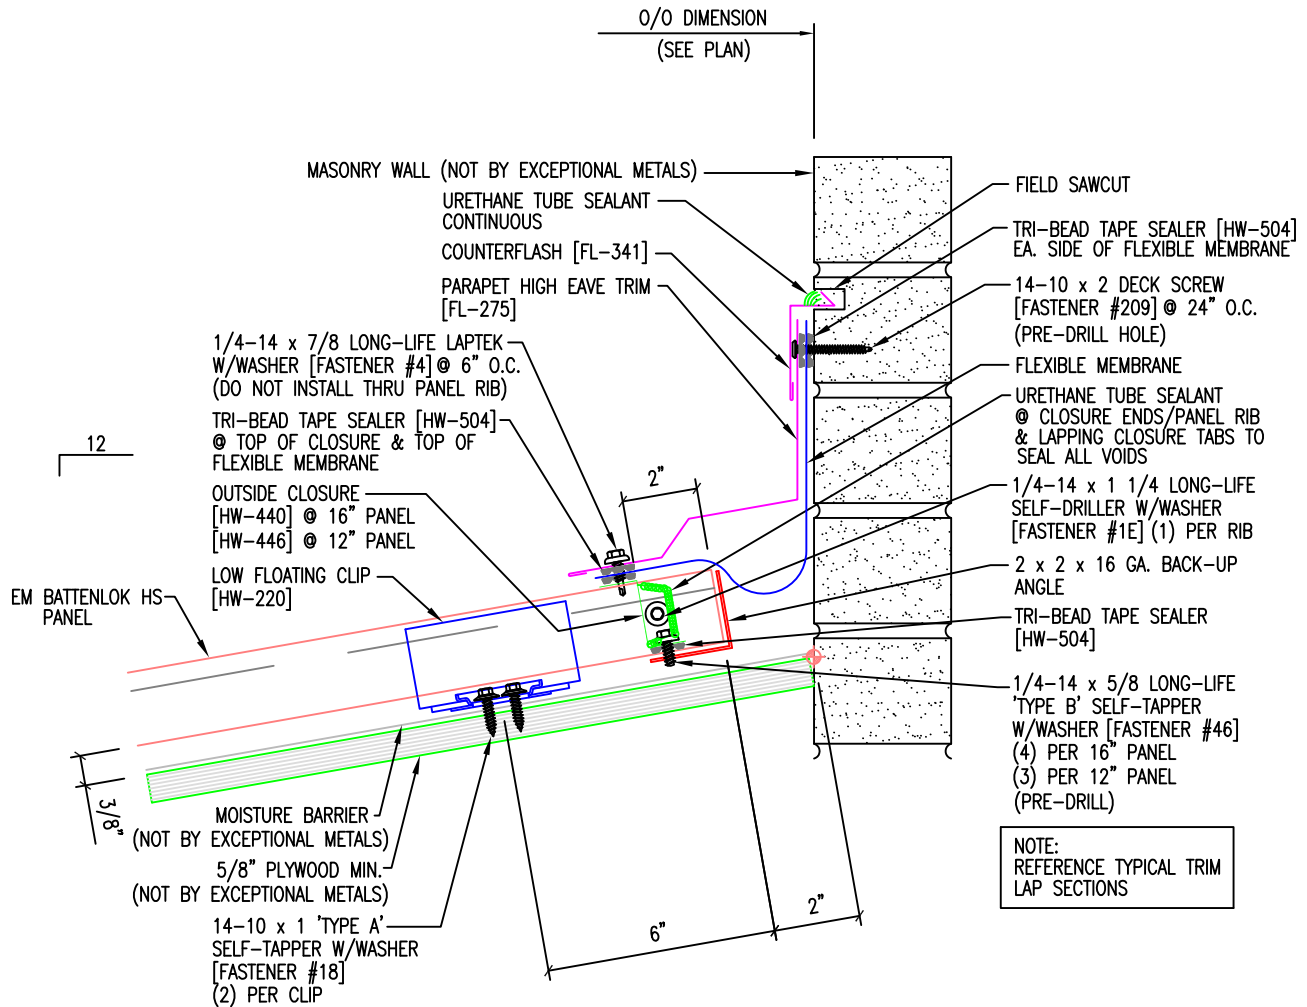 O/O DIMENSION
(SEE PLAN)
MASONRY WALL (NOT BY EXCEPTIONAL METALS)
URETHANE TUBE SEALANT
CONTINUOUS
COUNTERFLASH [FL-341]
PARAPET HIGH EAVE TRIM
[FL-275]
1/4-14 x 7/8 LONG-LIFE LAPTEK
W/WASHER [FASTENER #4] @ 6" O.C.
(DO NOT INSTALL THRU PANEL RIB)
TRI-BEAD TAPE SEALER [HW-504]
@ TOP OF CLOSURE & TOP OF
FLEXIBLE MEMBRANE
12
OUTSIDE CLOSURE
[HW-440] @ 16" PANEL
[HW-446] @ 12" PANEL
LOW FLOATING CLIP
[HW-220]
EM BATTENLOK HS
PANEL
2"
3/8"
MOISTURE BARRIER
(NOT BY EXCEPTIONAL METALS)
5/8" PLYWOOD MIN.
(NOT BY EXCEPTIONAL METALS)
14-10 x 1 'TYPE A'
SELF-TAPPER W/WASHER
[FASTENER #18]
(2) PER CLIP
6"
2"
FIELD SAWCUT
TRI-BEAD TAPE SEALER [HW-504]
EA. SIDE OF FLEXIBLE MEMBRANE
14-10 x 2 DECK SCREW
[FASTENER #209] @ 24" O.C.
(PRE-DRILL HOLE)
FLEXIBLE MEMBRANE
URETHANE TUBE SEALANT
@ CLOSURE ENDS/PANEL RIB
& LAPPING CLOSURE TABS TO
SEAL ALL VOIDS
1/4-14 x 1 1/4 LONG-LIFE
SELF-DRILLER W/WASHER
[FASTENER #1E] (1) PER RIB
2 x 2 x 16 GA. BACK-UP
ANGLE
TRI-BEAD TAPE SEALER
[HW-504]
1/4-14 x 5/8 LONG-LIFE
'TYPE B' SELF-TAPPER
W/WASHER [FASTENER #46]
(4) PER 16" PANEL
(3) PER 12" PANEL
(PRE-DRILL)
NOTE:
REFERENCE TYPICAL TRIM
LAP SECTIONS